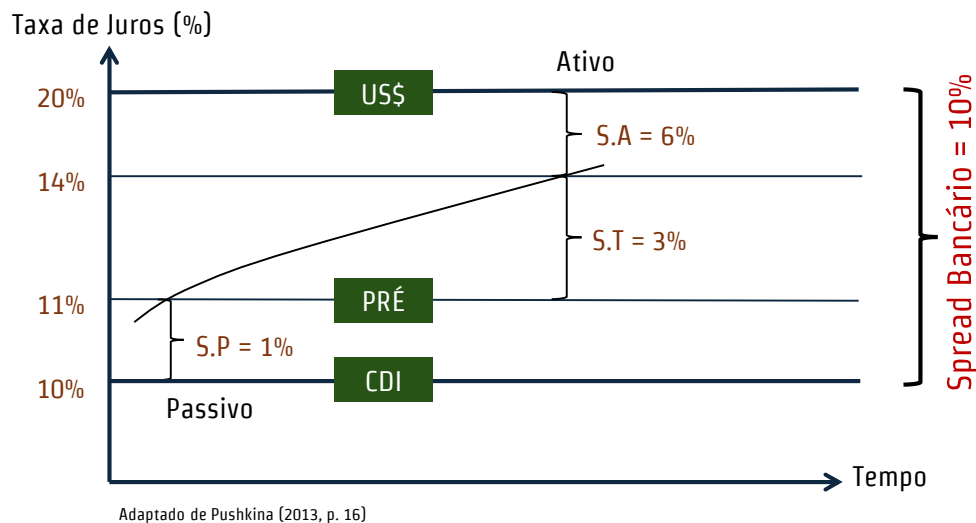 Taxa de Juros (%)
Ativo
20%
US$
S.A = 6%
14%
S.T = 3%
11%
PRÉ
S.P = 1%
10%
CDI
Passivo
Spread Bancário = 10%
Tempo
Adaptado de Pushkina (2013, p. 16)